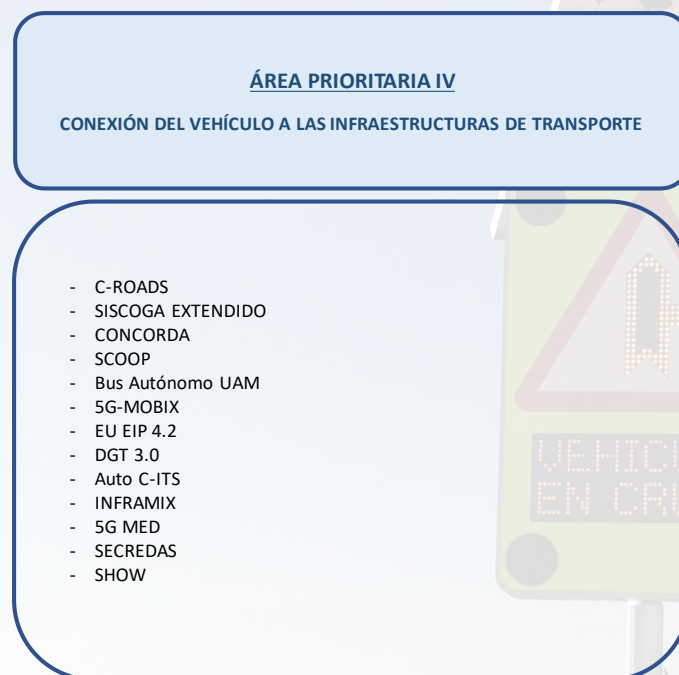 ÁREA PRIORITARIA IV
CONEXIÓN DEL VEHÍCULO A LAS INFRAESTRUCTURAS DE TRANSPORTE
- C-ROADS
- SISCOGA EXTENDIDO
- CONCORDA
- SCOOP
- Bus Autónomo UAM
- 5G-MOBIX
- EU EIP 4.2
- DGT 3.0
- Auto C-ITS
- INFRAMIX
- 5G MED
- SECREDAS
- SHOW
EN